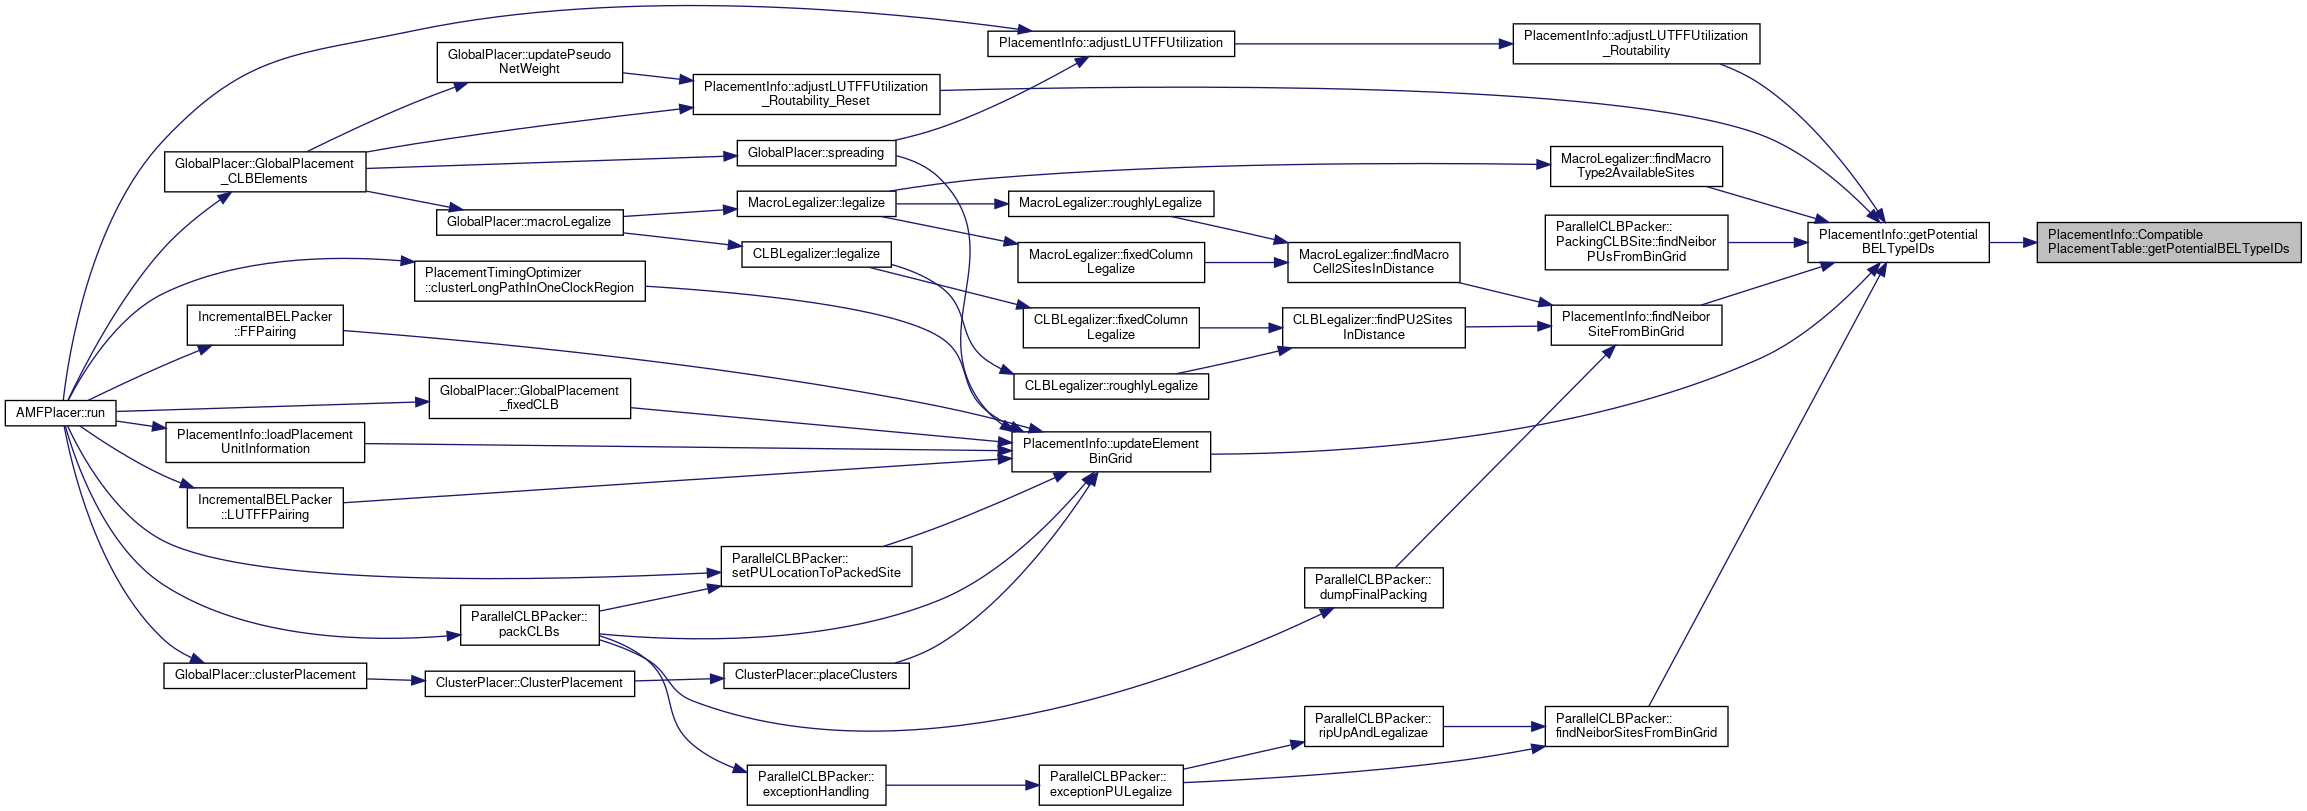 PlacementInfo::adjustLUTFFUtilization
PlacementInfo::adjustLUTFFUtilization
_Routability
GlobalPlacer::updatePseudo
NetWeight
PlacementInfo::adjustLUTFFUtilization
_Routability_Reset
GlobalPlacer::spreading
GlobalPlacer::GlobalPlacement
_CLBElements
MacroLegalizer::findMacro
Type2AvailableSites
MacroLegalizer::legalize
MacroLegalizer::roughlyLegalize
GlobalPlacer::macroLegalize
ParallelCLBPacker::
PackingCLBSite::findNeibor
PUsFromBinGrid
PlacementInfo::getPotential
BELTypeIDs
PlacementInfo::Compatible
PlacementTable::getPotentialBELTypeIDs
CLBLegalizer::legalize
MacroLegalizer::fixedColumn
Legalize
MacroLegalizer::findMacro
Cell2SitesInDistance
PlacementTimingOptimizer
::clusterLongPathInOneClockRegion
IncrementalBELPacker
::FFPairing
CLBLegalizer::fixedColumn
Legalize
CLBLegalizer::findPU2Sites
InDistance
PlacementInfo::findNeibor
SiteFromBinGrid
CLBLegalizer::roughlyLegalize
GlobalPlacer::GlobalPlacement
_fixedCLB
AMFPlacer::run
PlacementInfo::loadPlacement
UnitInformation
PlacementInfo::updateElement
BinGrid
IncrementalBELPacker
::LUTFFPairing
ParallelCLBPacker::
setPULocationToPackedSite
ParallelCLBPacker::
dumpFinalPacking
ParallelCLBPacker::
packCLBs
GlobalPlacer::clusterPlacement
ClusterPlacer::ClusterPlacement
ClusterPlacer::placeClusters
ParallelCLBPacker::
ripUpAndLegalizae
ParallelCLBPacker::
findNeiborSitesFromBinGrid
ParallelCLBPacker::
exceptionHandling
ParallelCLBPacker::
exceptionPULegalize